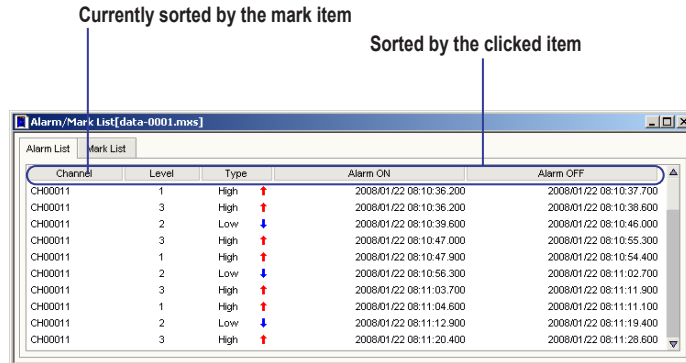 Currently sorted by the mark item
Sorted by the clicked item
Alarm/Mark List[data-0001.mxs]
Alarm List Mark List
Channel Level Type Alarm ON Alarm OFF
CH00011 1 High 2008/01/22 08:10:36.200 2008/01/22 08:10:37.700
CH00011 3 High 2008/01/22 08:10:36.200 2008/01/22 08:10:38.600
CH00011 2 Low 2008/01/22 08:10:39.600 2008/01/22 08:10:46.000
CH00011 3 High 2008/01/22 08:10:47.000 2008/01/22 08:10:55.300
CH00011 1 High 2008/01/22 08:10:47.900 2008/01/22 08:10:54.400
CH00011 2 Low 2008/01/22 08:10:56.300 2008/01/22 08:11:02.700
CH00011 3 High 2008/01/22 08:11:03.700 2008/01/22 08:11:11.900
CH00011 1 High 2008/01/22 08:11:04.600 2008/01/22 08:11:11.100
CH00011 2 Low 2008/01/22 08:11:12.900 2008/01/22 08:11:19.400
CH00011 3 High 2008/01/22 08:11:20.400 2008/01/22 08:11:28.600